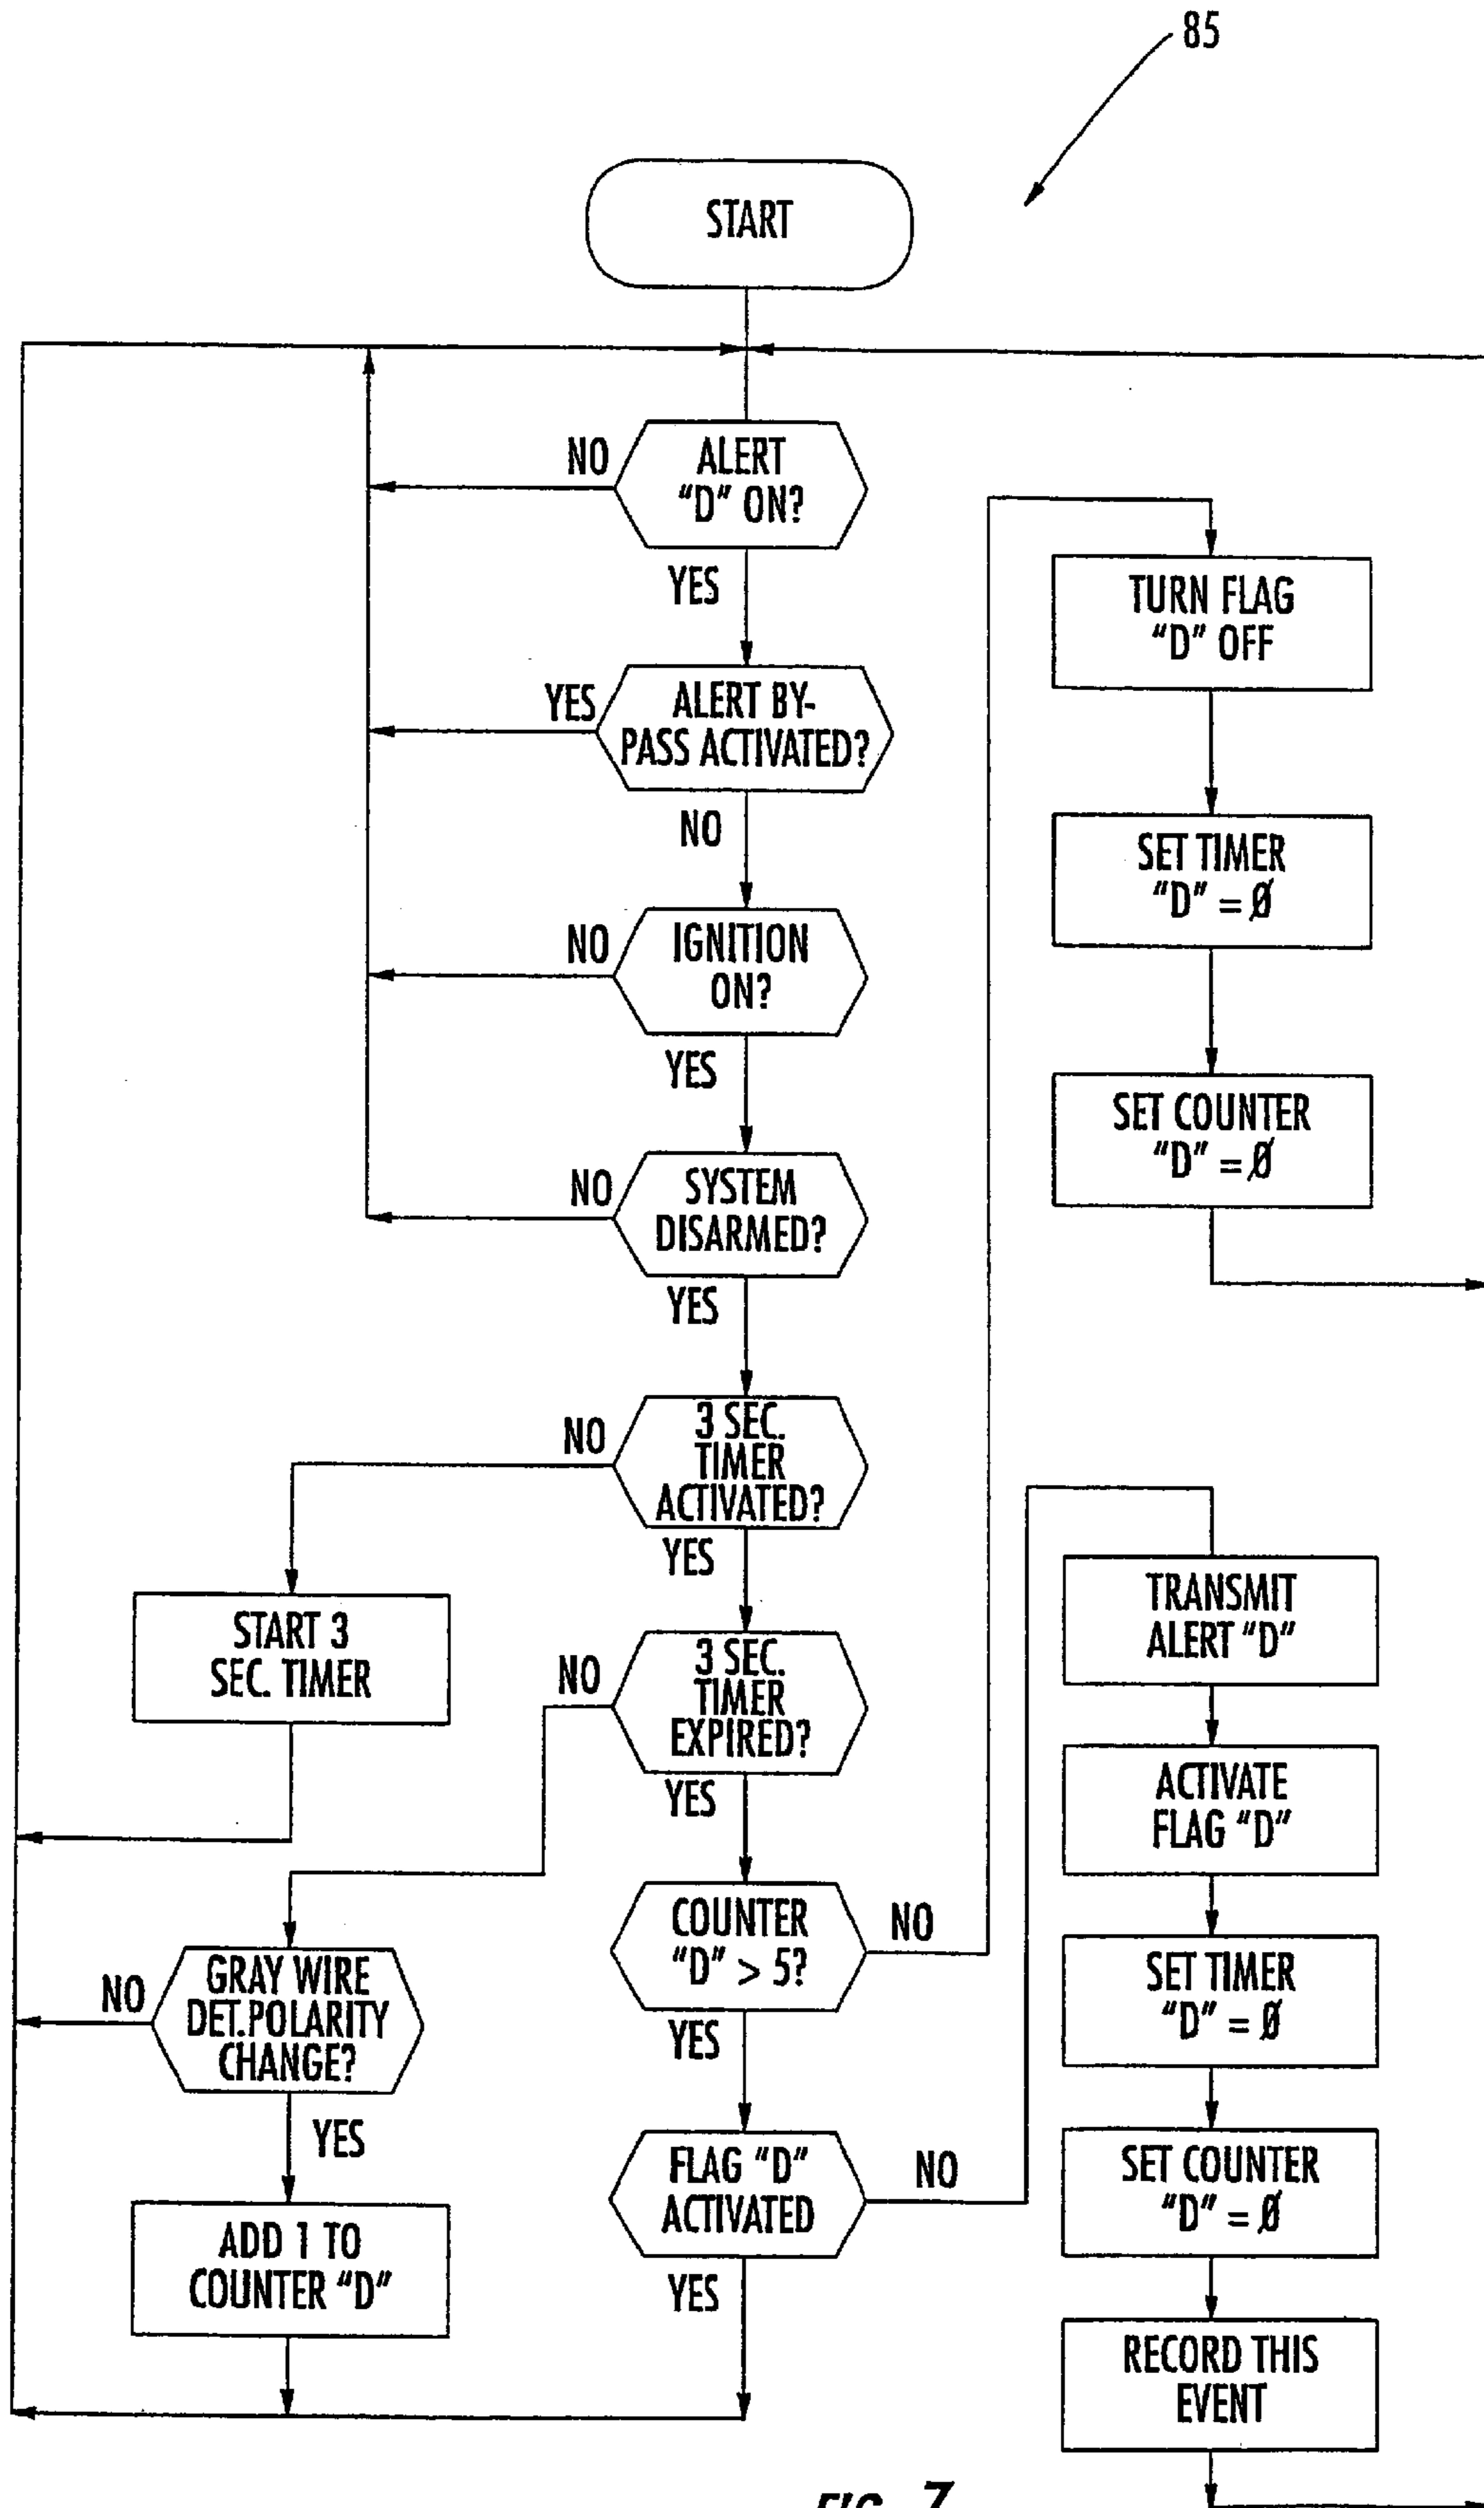 85
START
NO
ALERT
"D" ON?
YES
YES
ALERT BY-
PASS ACTIVATED?
NO
NO
IGNITION
ON?
YES
NO
SYSTEM
DISARMED?
YES
NO
3 SEC.
TIMER
ACTIVATED?
YES
START 3
SEC. TIMER
NO
3 SEC.
TIMER
EXPIRED?
YES
NO
GRAY WIRE
DET.POLARITY
CHANGE?
YES
ADD 1 TO
COUNTER "D"
COUNTER
"D" > 5?
NO
YES
FLAG "D"
ACTIVATED
NO
YES
TURN FLAG
"D" OFF
SET TIMER
"D" = Ø
SET COUNTER
"D" = Ø
TRANSMIT
ALERT "D"
ACTIVATE
FLAG "D"
SET TIMER
"D" = Ø
SET COUNTER
"D" = Ø
RECORD THIS
EVENT
FIG. 7